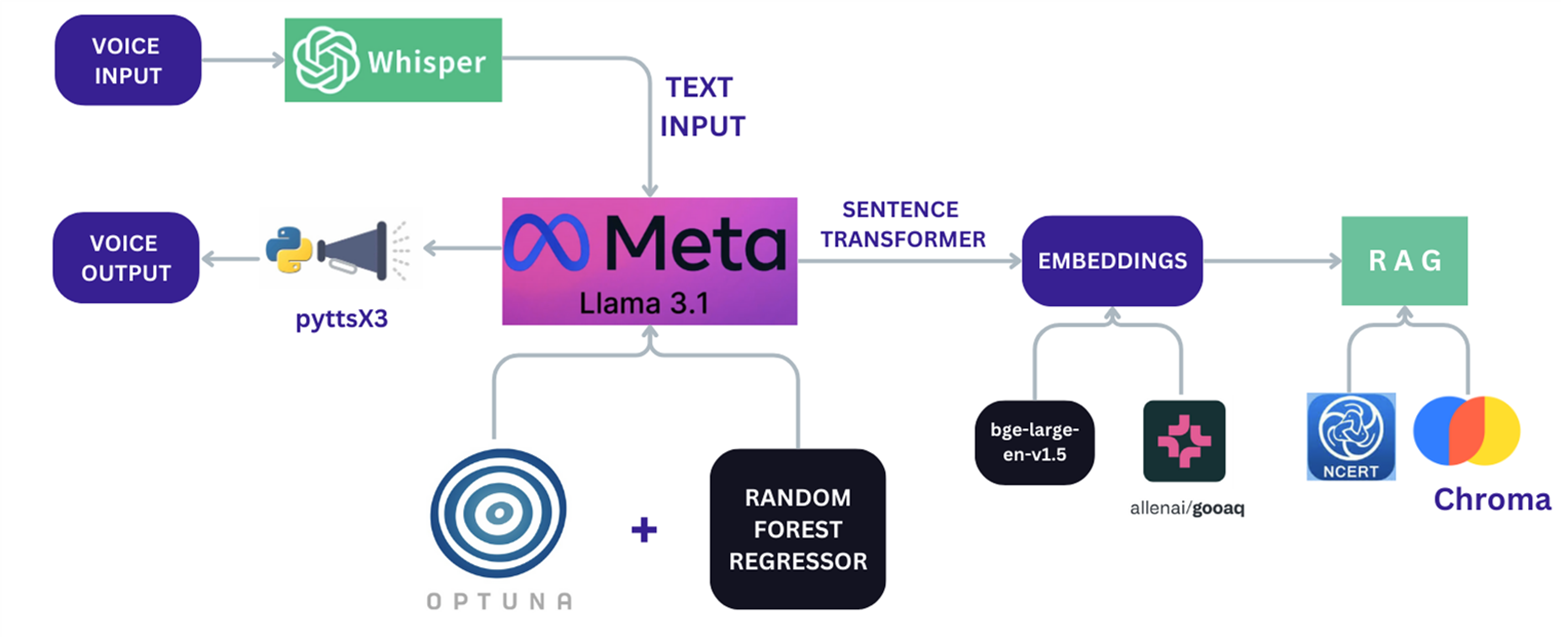 VOICE
INPUT
Whisper
TEXT
INPUT
VOICE
OUTPUT
pyttsX3
Meta
Llama 3.1
SENTENCE
TRANSFORMER
EMBEDDINGS
RAG
bge-large-
en-v1.5
allenai/gooaq
NCERT
Chroma
OPTUNA
+
RANDOM
FOREST
REGRESSOR